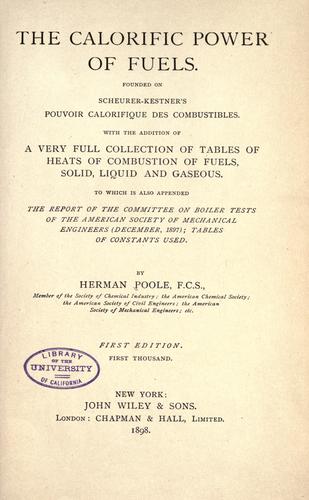 THE CALORIFIC POWER
OF FUELS.
FOUNDED ON
SCHEURER-KESTNER'S
POUVOIR CALORIFIQUE DES COMBUSTIBLES.
WITH THE ADDITION OF
A VERY FULL COLLECTION OF TABLES OF
HEATS OF COMBUSTION OF FUELS,
SOLID, LIQUID AND GASEOUS.
TO WHICH IS ALSO APPENDED
THE REPORT OF THE COMMITTEE ON BOILER TESTS
OF THE AMERICAN SOCIETY OF MECHANICAL
ENGINEERS (DECEMBER, 1897); TABLES
OF CONSTANTS USED.
BY
HERMAN POOLE, F.C.S.,
Member of the Society of Chemical Industry; the American Chemical Society;
the American Society of Civil Engineers; the American
Society of Mechanical Engineers; etc.
FIRST EDITION.
FIRST THOUSAND.
LIBRARY
OF THE
UNIVERSITY
OF CALIFORNIA
NEW YORK:
JOHN WILEY & SONS.
LONDON: CHAPMAN & HALL, LIMITED.
1898.